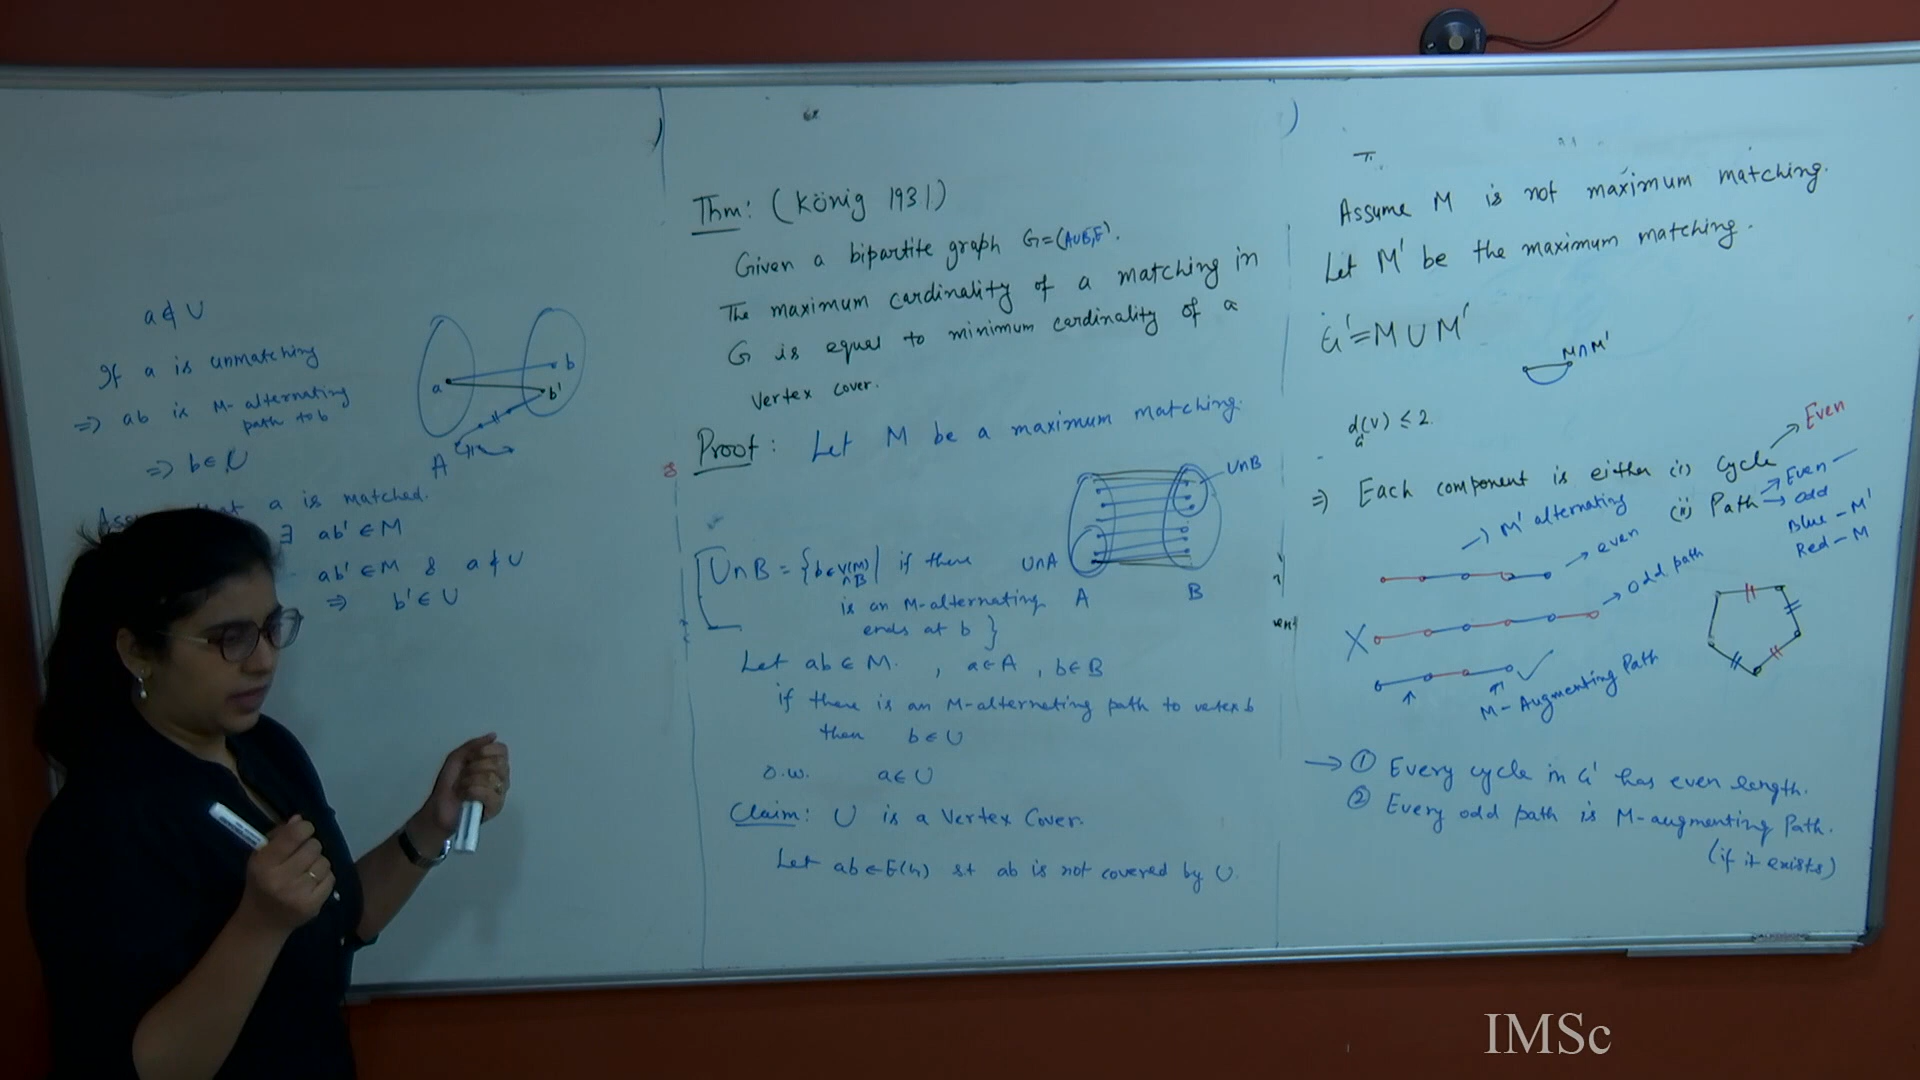 a ∉ U
If a is unmatching
⇒ ab is M-alternating
path to b
⇒ b ∈ U
a
b
b'
A
that a is matched.
∃ ab' ∈ M
ab' ∈ M & a ∉ U
⇒ b' ∈ U
Thm: (König 1931)
Given a bipartite graph G=(A∪B,E).
The maximum cardinality of a matching in
G is equal to minimum cardinality of a
vertex cover.
Proof: Let M be a maximum matching.
U∩B
U∩A
A
B
U∩B = {b∈V(M)∩B | if there
is an M-alternating
ends at b }
Let ab ∈ M. , a∈A , b∈B
if there is an M-alternating path to vertex b
then b∈U
o.w. a∈U
Claim: U is a Vertex Cover.
Let ab∈E(G) st ab is not covered by U.
Assume M is not maximum matching.
Let M' be the maximum matching.
G'=M∪M'
M∩M'
d(v) ≤ 2.
G'
⇒ Each component is either (i) Cycle → Even
(ii) Path → Even
→ odd
Blue - M'
Red - M
→ M' alternating
→ even
→ odd path
M-Augmenting Path
→ ① Every cycle in G' has even length.
② Every odd path is M-augmenting Path.
(if it exists)
IMSc